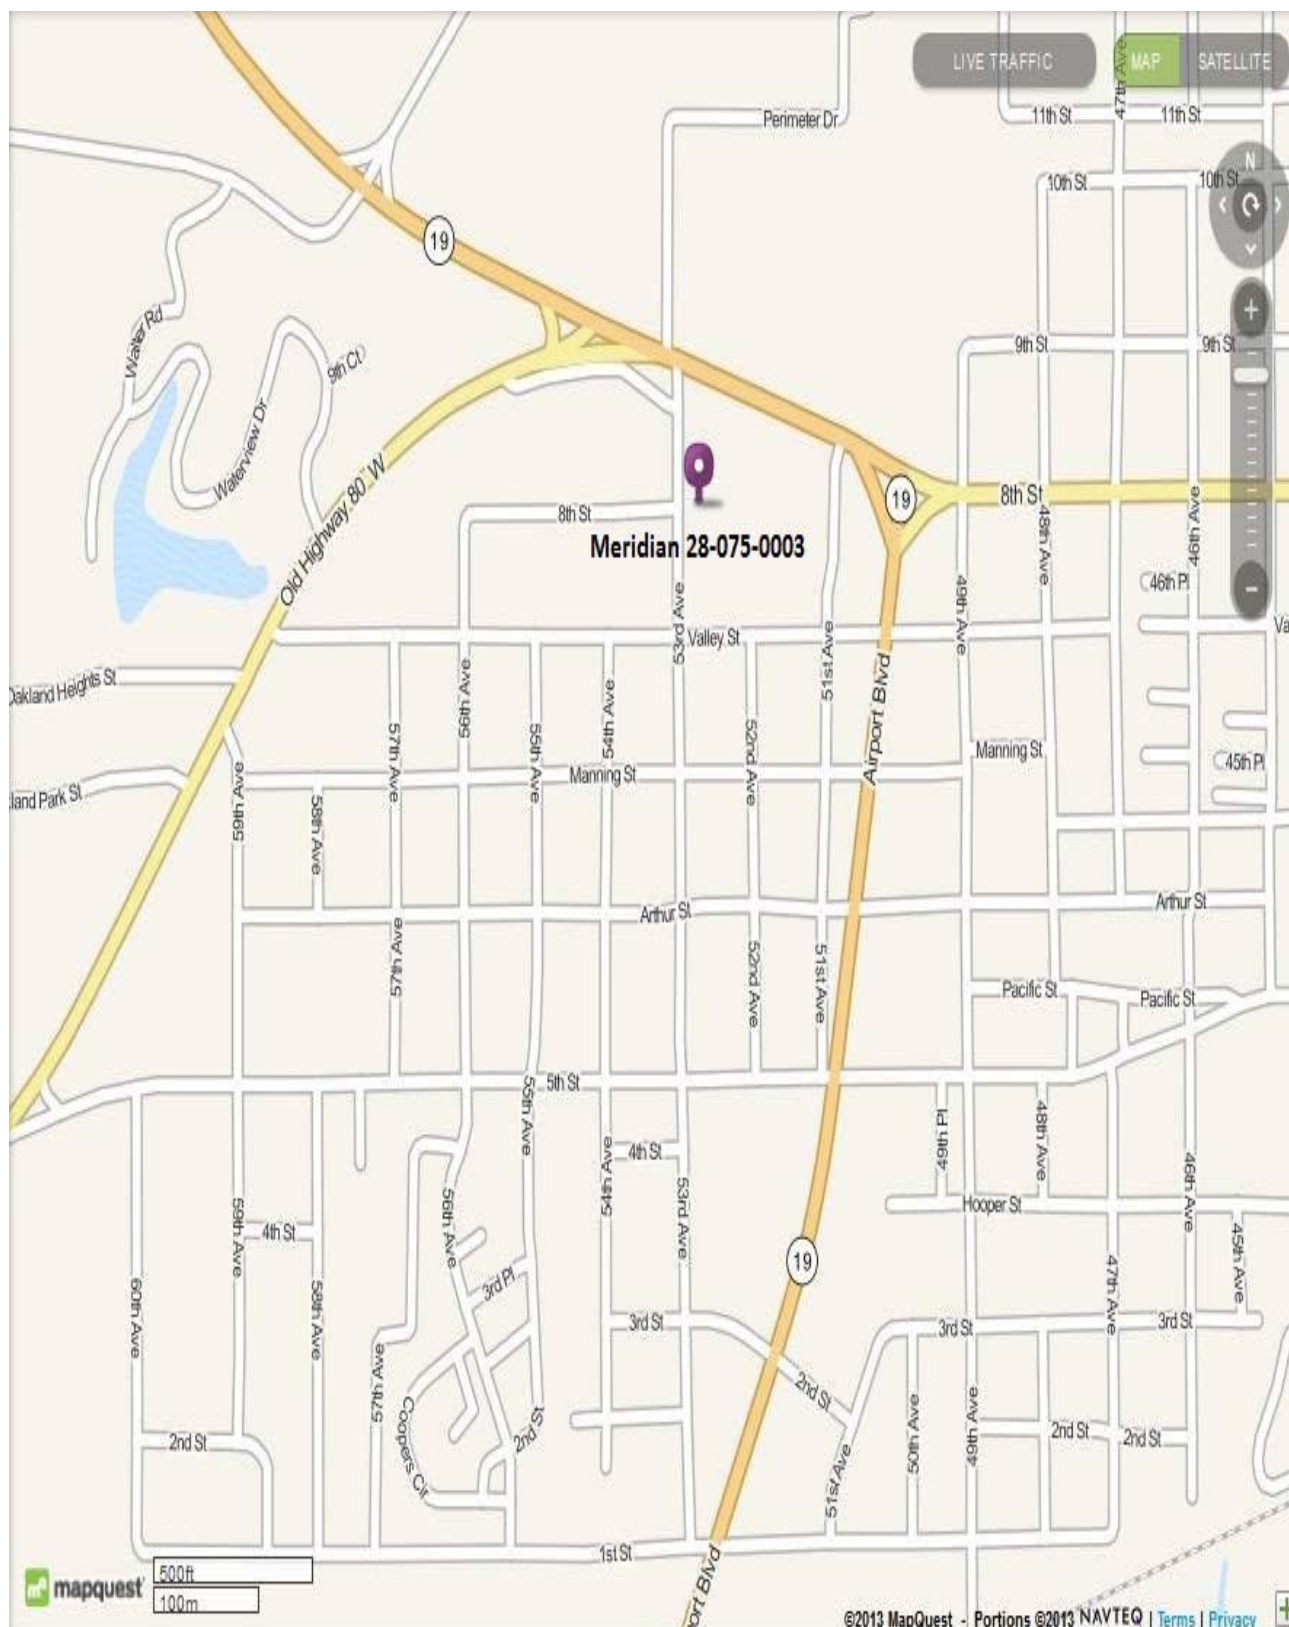 LIVE TRAFFIC
MAP
SATELLITE
47th Ave
Perimeter Dr
11th St
11th St
N
10th St
10th St
19
Walter Rd
9th Ct
9th St
9th St
Waterview Dr
Old Highway 80 W
19
8th St
8th St
48th Ave
46th Ave
Meridian 28-075-0003
46th Pl
49th Ave
53rd Ave
Valley St
51st Ave
Va
Oakland Heights St
56th Ave
54th Ave
Airport Blvd
57th Ave
55th Ave
52nd Ave
Manning St
Manning St
45th Pl
land Park St
59th Ave
58th Ave
Arthur St
Arthur St
57th Ave
52nd Ave
51st Ave
Pacific St
Pacific St
5th St
55th Ave
49th Pl
48th Ave
4th St
54th Ave
53rd Ave
46th Ave
56th Ave
Hooper St
59th Ave
4th St
45th Ave
19
3rd Pl
60th Ave
58th Ave
47th Ave
3rd St
3rd St
3rd St
57th Ave
2nd St
Coopers Cir
2nd St
50th Ave
49th Ave
2nd St
2nd St
2nd St
51st Ave
1st St
ort Blvd
mapquest
500ft
100m
©2013 MapQuest - Portions ©2013 NAVTEQ | Terms | Privacy